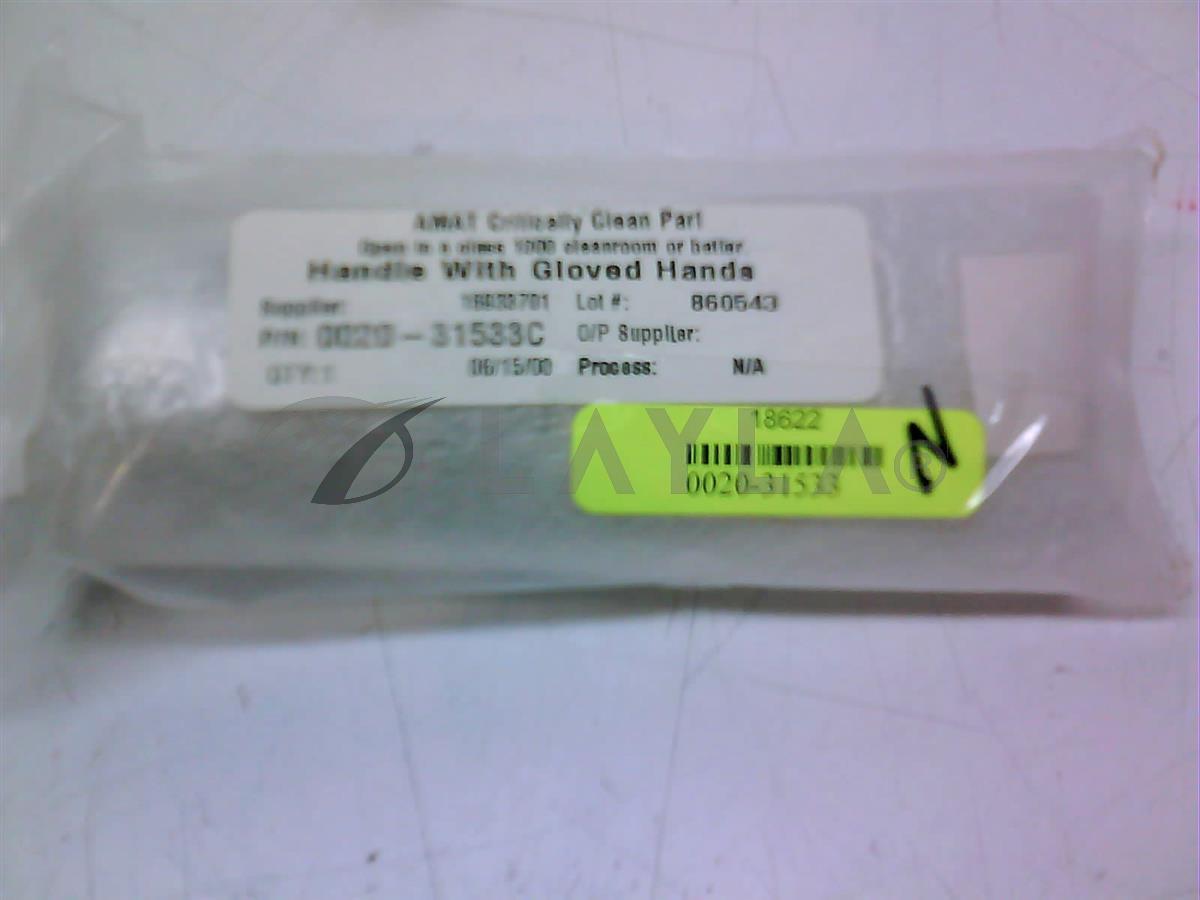 AMAT Critically Clean Part
Open in a class 1000 cleanroom or better
Handle With Gloved Hands
Supplier: Lot #: 860543
P/N: 0020-31533C O/P Supplier:
QTY: 1 06/15/00 Process: N/A
18622
0020-31533
N
LAYLA®